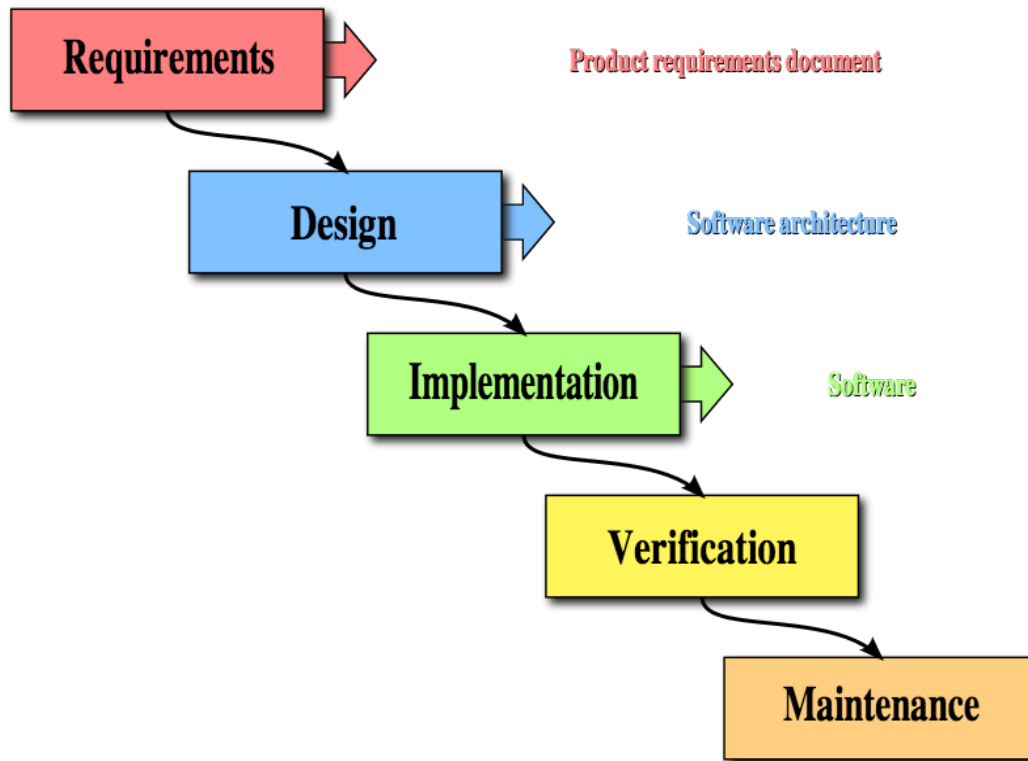 Requirements
Product requirements document
Design
Software architecture
Implementation
Software
Verification
Maintenance